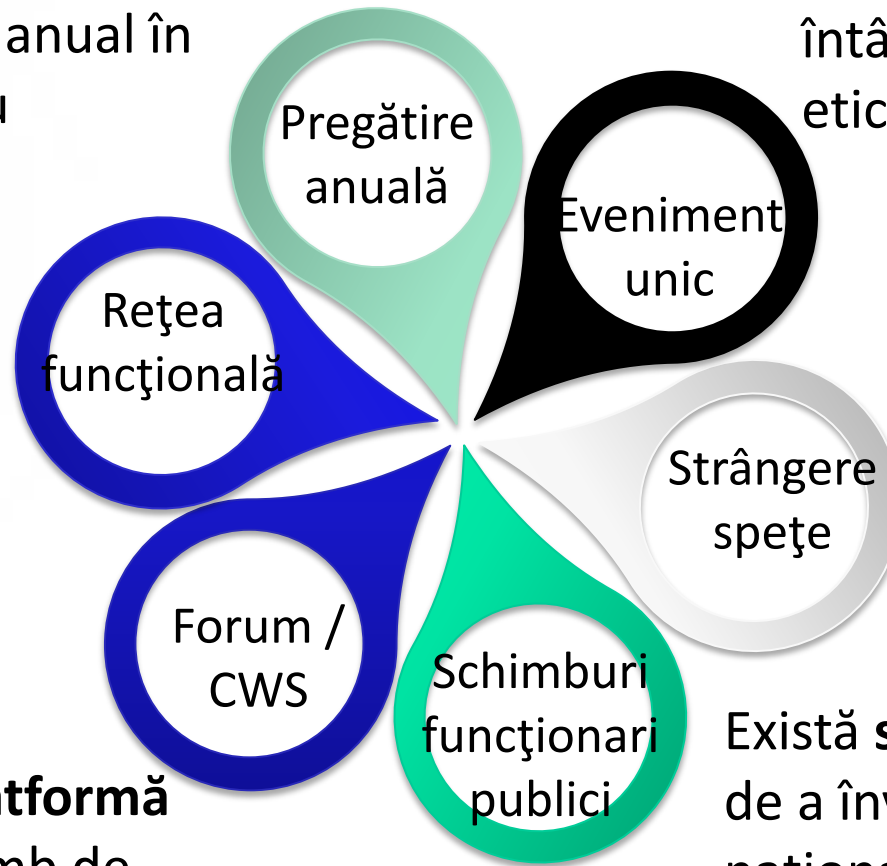 anual în
întâ
etic
Pregătire
anuală
Eveniment
unic
Reţea
funcţională
Strângere
speţe
Forum /
CWS
Schimburi
funcţionari
publici
Există
de a
tformă